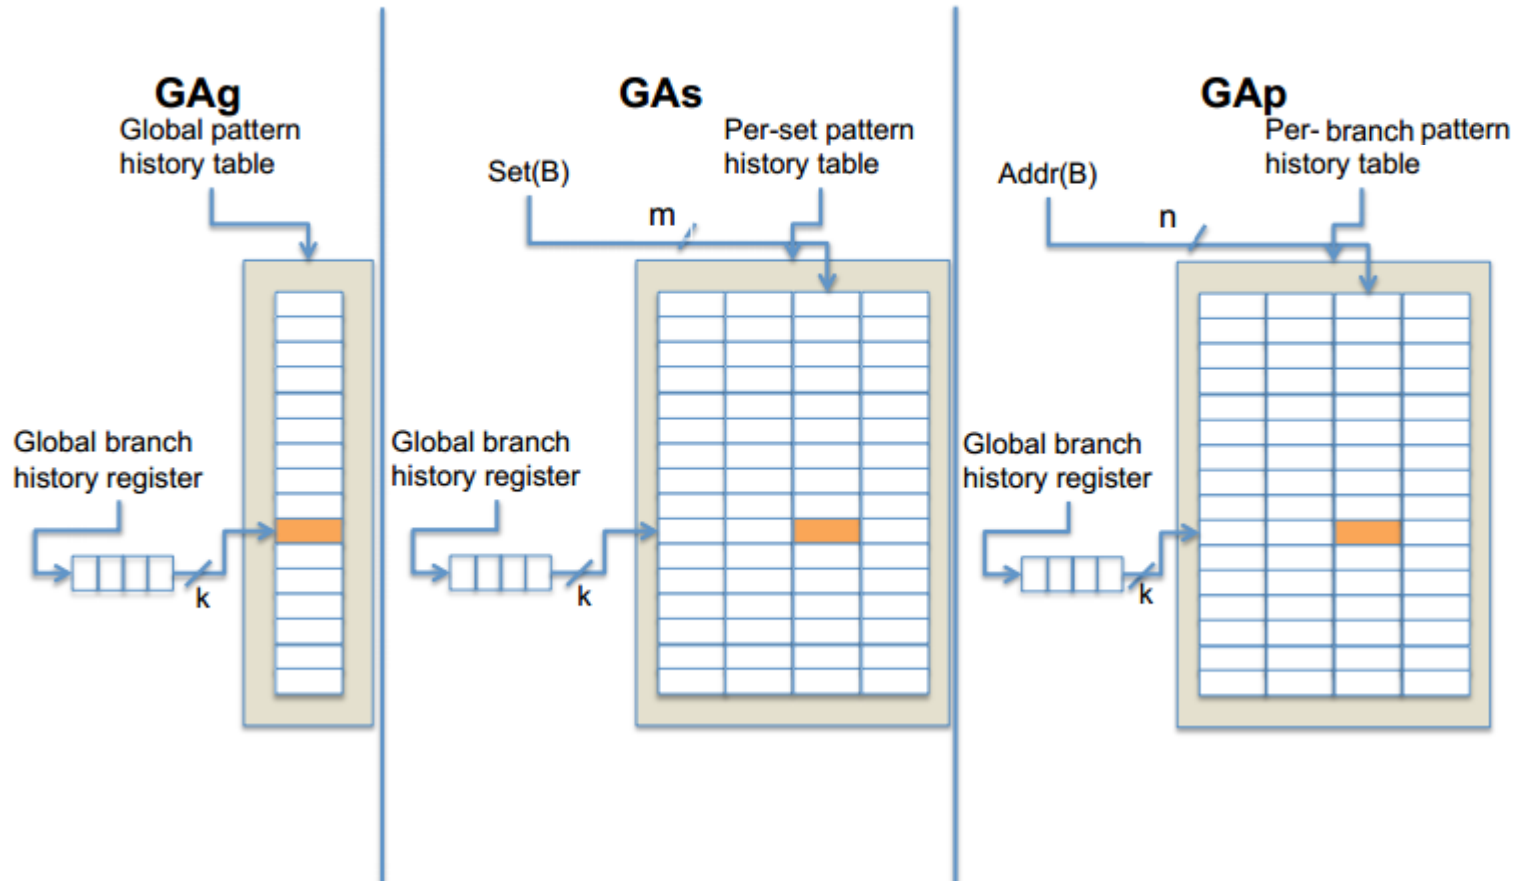 GAg
Global pattern
history table
Global branch
history register
k
GAs
Per-set pattern
history table
Set(B)
m
Global branch
history register
k
GAp
Per- branch pattern
history table
Addr(B)
n
Global branch
history register
k